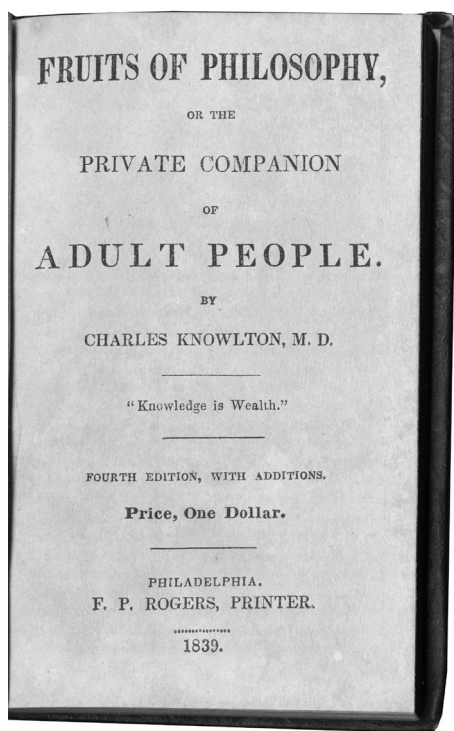 FRUITS OF PHILOSOPHY,
OR THE
PRIVATE COMPANION
OF
ADULT PEOPLE.
BY
CHARLES KNOWLTON, M. D.
"Knowledge is Wealth."
FOURTH EDITION, WITH ADDITIONS.
Price, One Dollar.
PHILADELPHIA.
F. P. ROGERS, PRINTER.
1839.